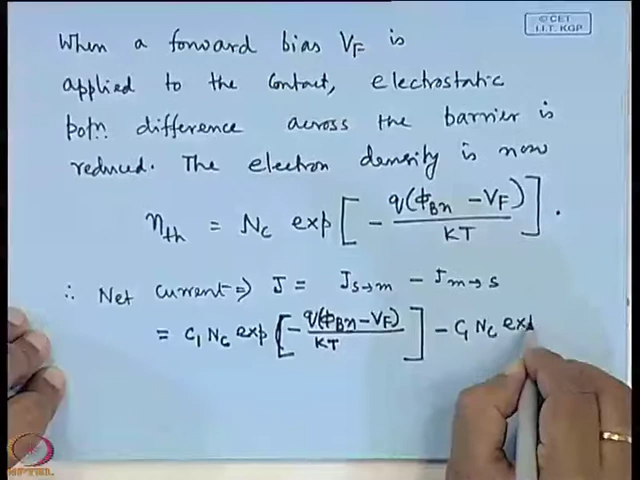 © CET
I.I.T. KGP
When a forward bias V_F is
applied to the contact, electrostatic
potn. difference across the barrier is
reduced. The electron density is now
n_th = N_c exp [ - q(ϕ_Bn - V_F) / KT ] .
∴ Net current ⇒ J = J_s→m - J_m→s
= C_1 N_c exp [ - q(ϕ_Bn - V_F) / KT ] - C_1 N_c exp
NPTEL